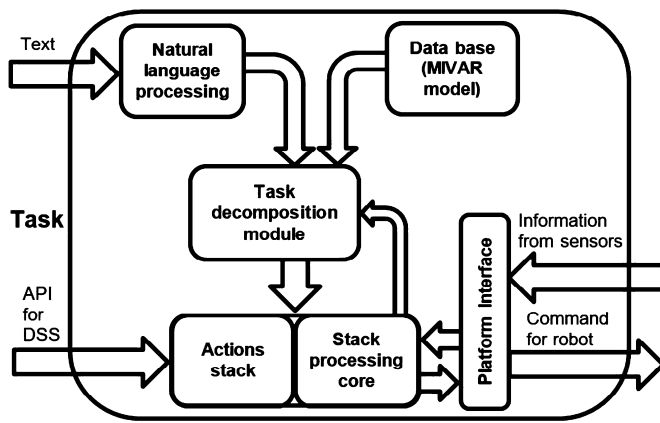 Text
Natural
language
processing
Data base
(MIVAR
model)
Task
decomposition
module
Task
Information
from sensors
API
for
DSS
Actions
stack
Stack
processing
core
Platform Interface
Command
for robot